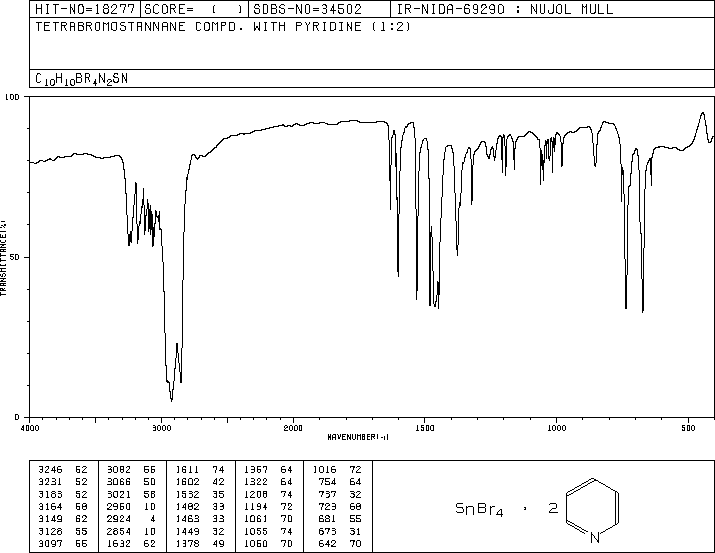 HIT-NO=18277 SCORE= ( ) SDBS-NO=34502 IR-NIDA-69290 : NUJOL MULL
TETRABROMOSTANNANE COMPD. WITH PYRIDINE (1:2)
C10H10BR4N2SN
100
50
0
TRANSMITTANCE(%)
4000 3000 2000 1500 1000 500
WAVENUMBER(-1)
3246 52 3082 56 1611 74 1367 64 1016 72
3231 52 3066 50 1602 42 1322 64 754 64
3183 52 3021 58 1532 35 1208 74 737 32
3164 58 2960 10 1482 33 1194 72 729 68
3149 62 2924 4 1463 33 1061 70 681 55
3128 55 2854 10 1449 32 1055 74 673 31
3097 55 1632 62 1378 49 1050 70 642 70
SnBr4 . 2
N